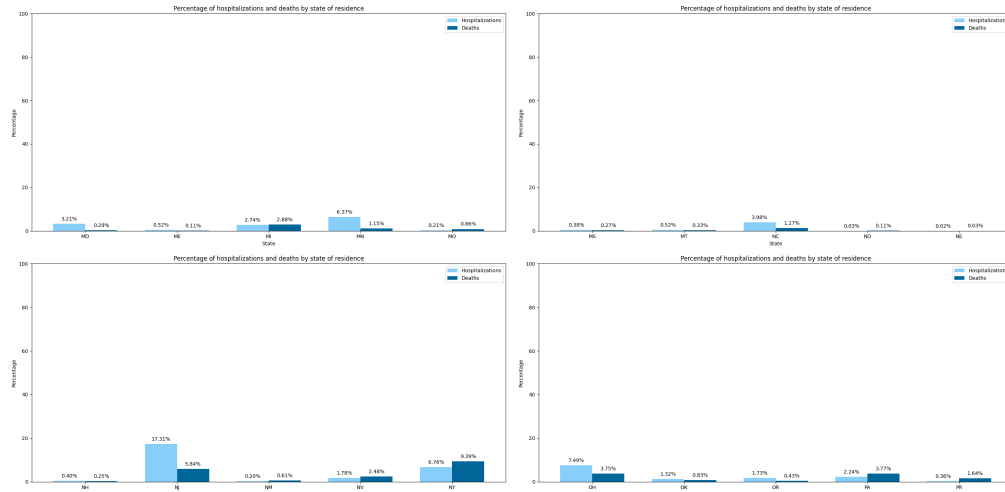 Percentage of hospitalizations and deaths by state of residence
Hospitalizations
Deaths
100
80
60
40
20
0
Percentage
3.21% 0.29% 0.52% 0.11% 2.74% 2.88% 6.37% 1.15% 0.21% 0.86%
MD ME MI MN MO
State
Percentage of hospitalizations and deaths by state of residence
Hospitalizations
Deaths
100
80
60
40
20
0
Percentage
0.38% 0.27% 0.52% 0.33% 3.98% 1.27% 0.03% 0.11% 0.02% 0.03%
MS MT NC ND NE
State
Percentage of hospitalizations and deaths by state of residence
Hospitalizations
Deaths
100
80
60
40
20
0
Percentage
0.40% 0.25% 17.31% 5.84% 0.20% 0.61% 1.78% 2.48% 6.76% 9.39%
NH NJ NM NV NY
Percentage of hospitalizations and deaths by state of residence
Hospitalizations
Deaths
100
80
60
40
20
0
Percentage
7.49% 3.75% 1.32% 0.83% 1.73% 0.43% 2.24% 3.77% 0.36% 1.64%
OH OK OR PA PR